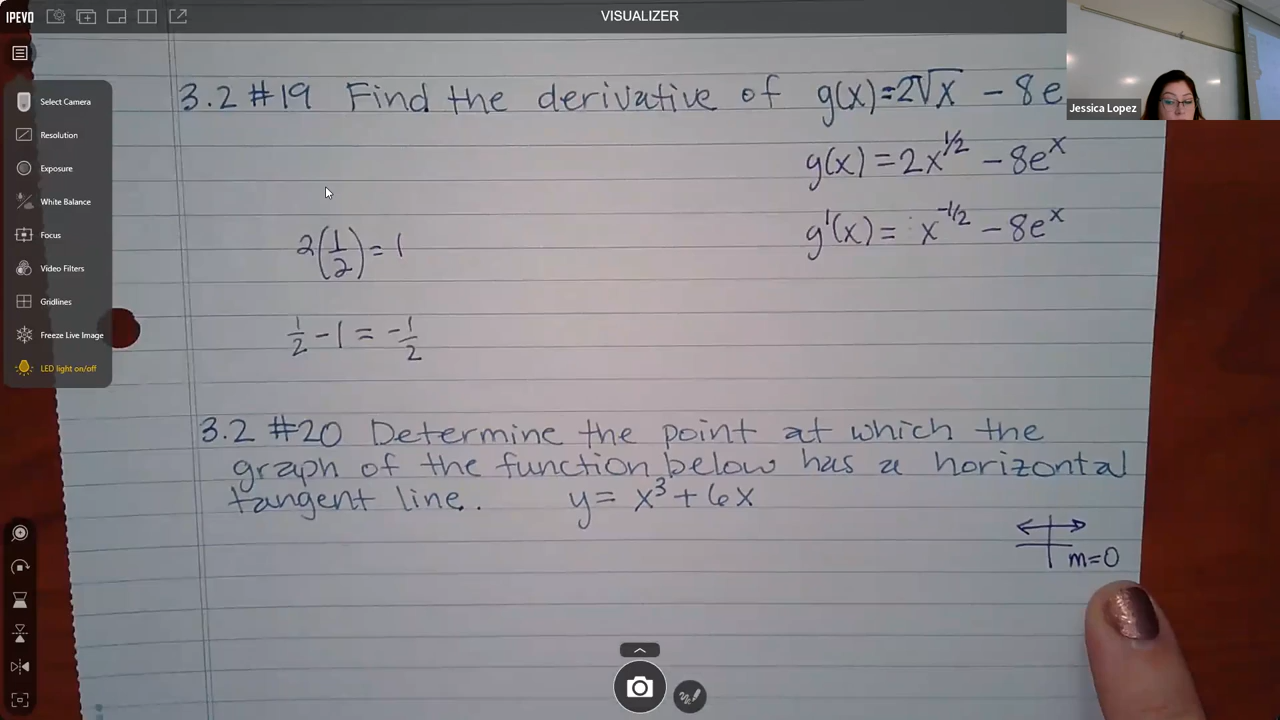 IPEVO
VISUALIZER
Select Camera
Resolution
Exposure
White Balance
Focus
Video Filters
Gridlines
Freeze Live Image
LED light on/off
Jessica Lopez
3.2 #19 Find the derivative of g(x)=2√x - 8e
g(x) = 2x^1/2 - 8e^x
g'(x) = x^-1/2 - 8e^x
2(1/2) = 1
1/2 - 1 = -1/2
3.2 #20 Determine the point at which the
graph of the function below has a horizontal
tangent line. y = x³ + 6x
m=0